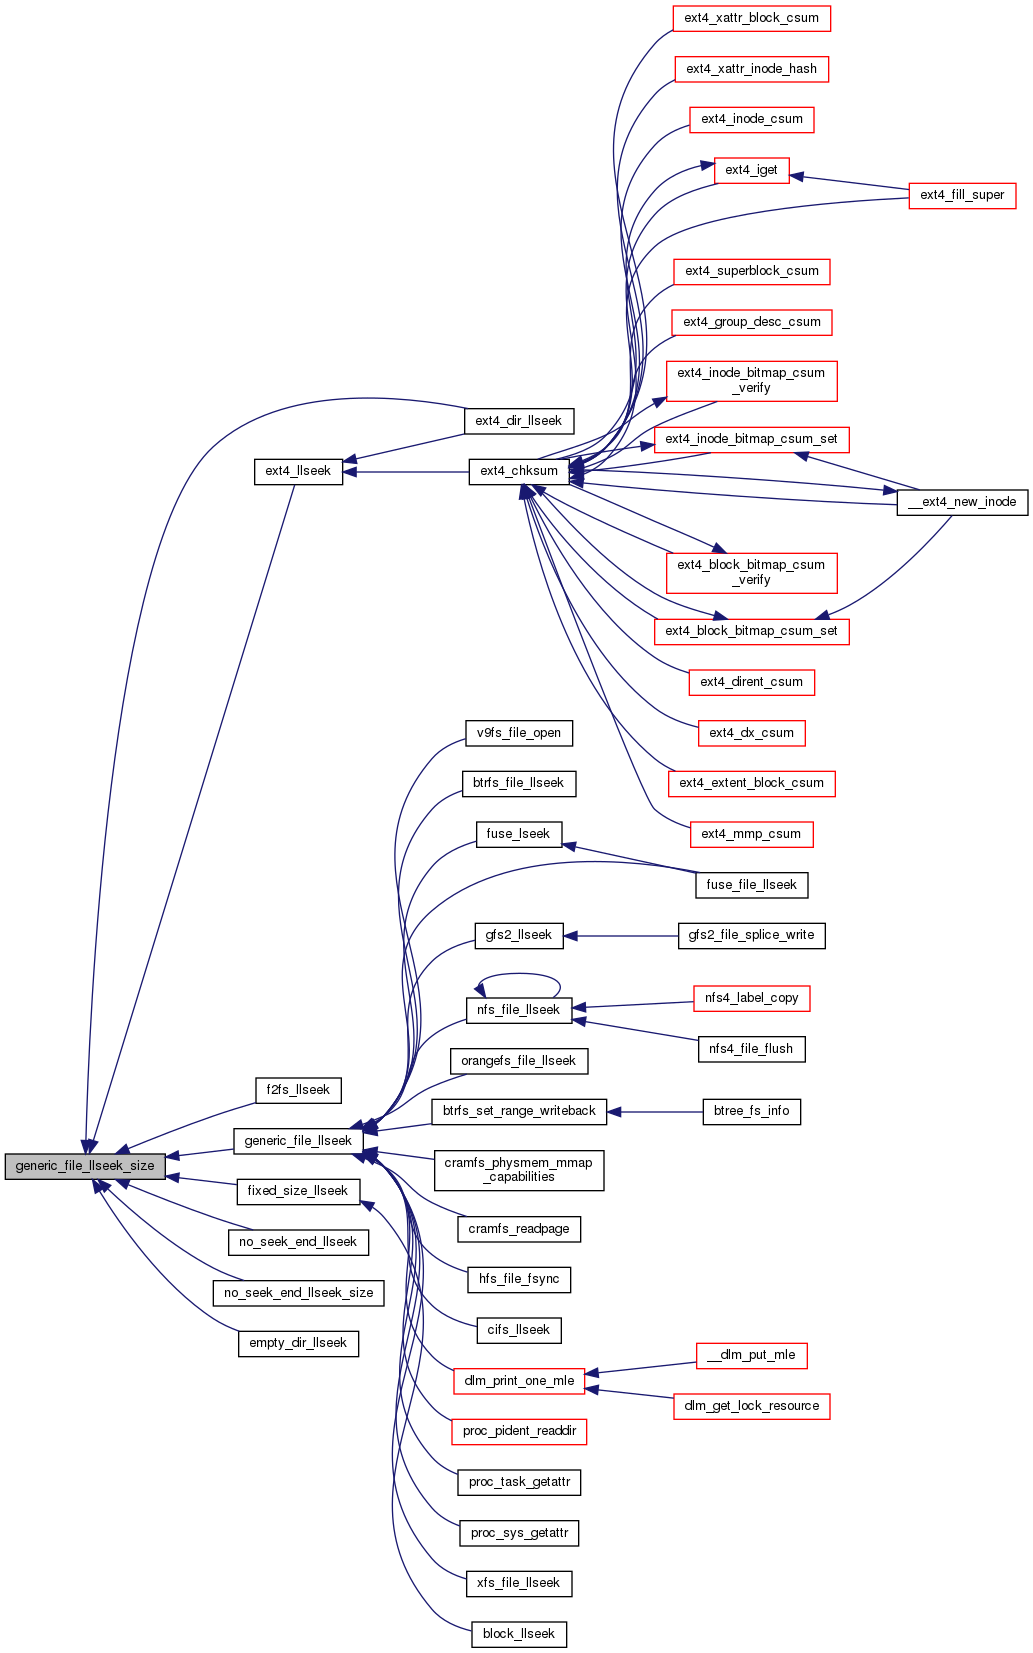 ext4_xattr_block_csum
ext4_xattr_inode_hash
ext4_inode_csum
ext4_iget
ext4_fill_super
ext4_superblock_csum
ext4_group_desc_csum
ext4_inode_bitmap_csum
_verify
ext4_dir_llseek
ext4_inode_bitmap_csum_set
ext4_llseek
ext4_chksum
__ext4_new_inode
ext4_block_bitmap_csum
_verify
ext4_block_bitmap_csum_set
ext4_dirent_csum
v9fs_file_open
ext4_dx_csum
btrfs_file_llseek
ext4_extent_block_csum
fuse_lseek
ext4_mmp_csum
fuse_file_llseek
gfs2_llseek
gfs2_file_splice_write
nfs_file_llseek
nfs4_label_copy
nfs4_file_flush
orangefs_file_llseek
f2fs_llseek
btrfs_set_range_writeback
btree_fs_info
generic_file_llseek
generic_file_llseek_size
cramfs_physmem_mmap
_capabilities
fixed_size_llseek
cramfs_readpage
no_seek_end_llseek
hfs_file_fsync
no_seek_end_llseek_size
cifs_llseek
empty_dir_llseek
__dlm_put_mle
dlm_print_one_mle
dlm_get_lock_resource
proc_pident_readdir
proc_task_getattr
proc_sys_getattr
xfs_file_llseek
block_llseek